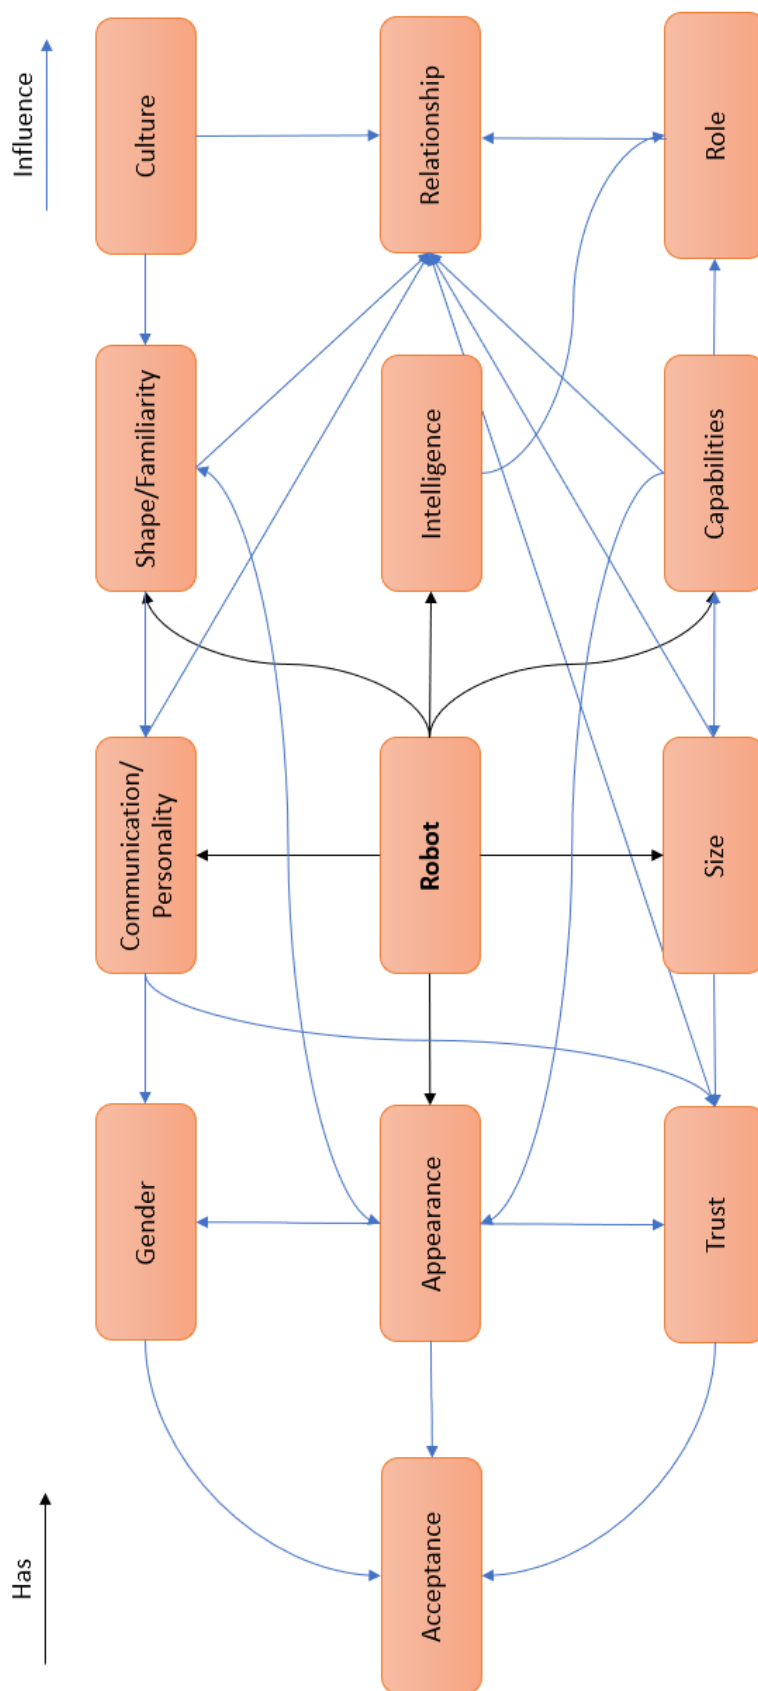 Has
Influence
Gender
Communication/
Personality
Shape/Familiarity
Culture
Acceptance
Appearance
Robot
Intelligence
Relationship
Trust
Size
Capabilities
Role